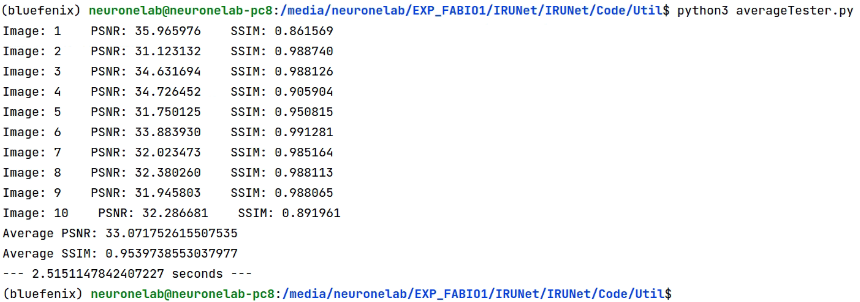 (bluefenix) neuronelab@neuronelab-pc8:/media/neuronelab/EXP_FABIO1/IRUNet/IRUNet/Code/Util$ python3 averageTester.py
Image: 1    PSNR: 35.965976    SSIM: 0.861569
Image: 2    PSNR: 31.123132    SSIM: 0.988740
Image: 3    PSNR: 34.631694    SSIM: 0.988126
Image: 4    PSNR: 34.726452    SSIM: 0.905904
Image: 5    PSNR: 31.750125    SSIM: 0.950815
Image: 6    PSNR: 33.883930    SSIM: 0.991281
Image: 7    PSNR: 32.023473    SSIM: 0.985164
Image: 8    PSNR: 32.380260    SSIM: 0.988113
Image: 9    PSNR: 31.945803    SSIM: 0.988065
Image: 10    PSNR: 32.286681    SSIM: 0.891961
Average PSNR: 33.071752615507535
Average SSIM: 0.9539738553037977
--- 2.5151147842407227 seconds ---
(bluefenix) neuronelab@neuronelab-pc8:/media/neuronelab/EXP_FABIO1/IRUNet/IRUNet/Code/Util$